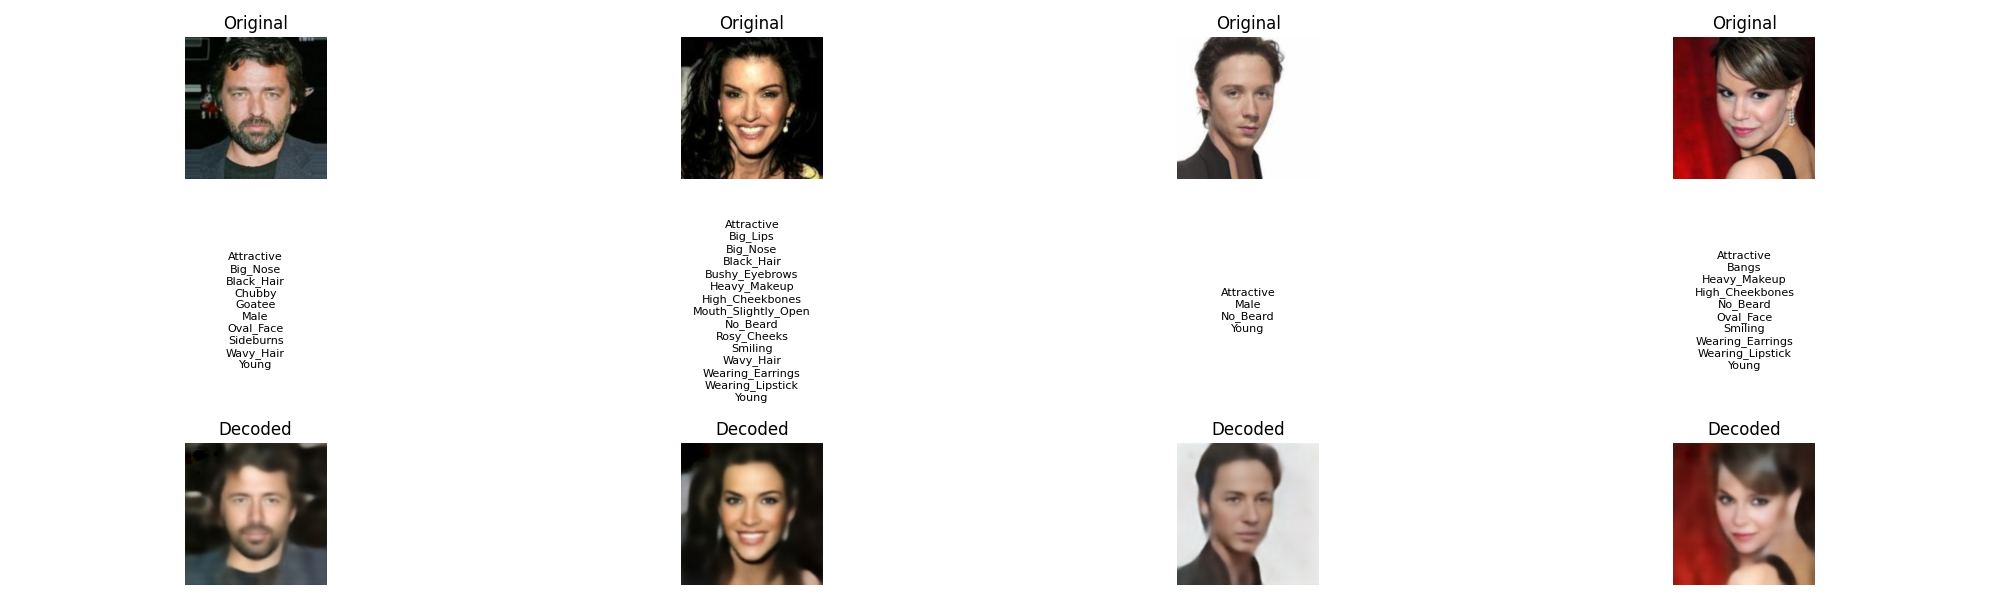 Original
Original
Original
Original
Attractive
Big_Nose
Black_Hair
Chubby
Goatee
Male
Oval_Face
Sideburns
Wavy_Hair
Young
Attractive
Big_Lips
Big_Nose
Black_Hair
Bushy_Eyebrows
Heavy_Makeup
High_Cheekbones
Mouth_Slightly_Open
No_Beard
Rosy_Cheeks
Smiling
Wavy_Hair
Wearing_Earrings
Wearing_Lipstick
Young
Attractive
Male
No_Beard
Young
Attractive
Bangs
Heavy_Makeup
High_Cheekbones
No_Beard
Oval_Face
Smiling
Wearing_Earrings
Wearing_Lipstick
Young
Decoded
Decoded
Decoded
Decoded